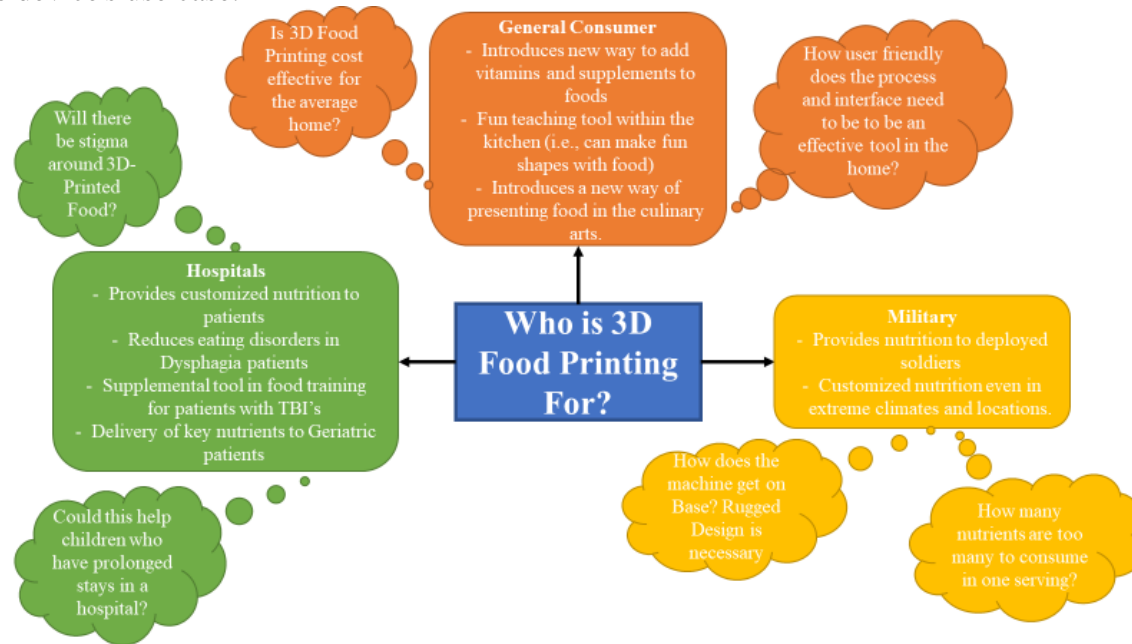 Is 3D Food
Printing cost
effective for
the average
home?
General Consumer
- Introduces new way to add
vitamins and supplements to
foods
- Fun teaching tool within the
kitchen (i.e., can make fun
shapes with food)
- Introduces a new way of
presenting food in the culinary
arts.
How user friendly
does the process
and interface need
to be to be an
effective tool in the
home?
Will there
be stigma
around 3D-
Printed
Food?
Hospitals
- Provides customized nutrition to
patients
- Reduces eating disorders in
Dysphagia patients
- Supplemental tool in food training
for patients with TBI's
- Delivery of key nutrients to Geriatric
patients
Who is 3D
Food Printing
For?
Military
- Provides nutrition to deployed
soldiers
- Customized nutrition even in
extreme climates and locations.
Could this help
children who
have prolonged
stays in a
hospital?
How does the
machine get on
Base? Rugged
Design is
necessary
How many
nutrients are too
many to consume
in one serving?